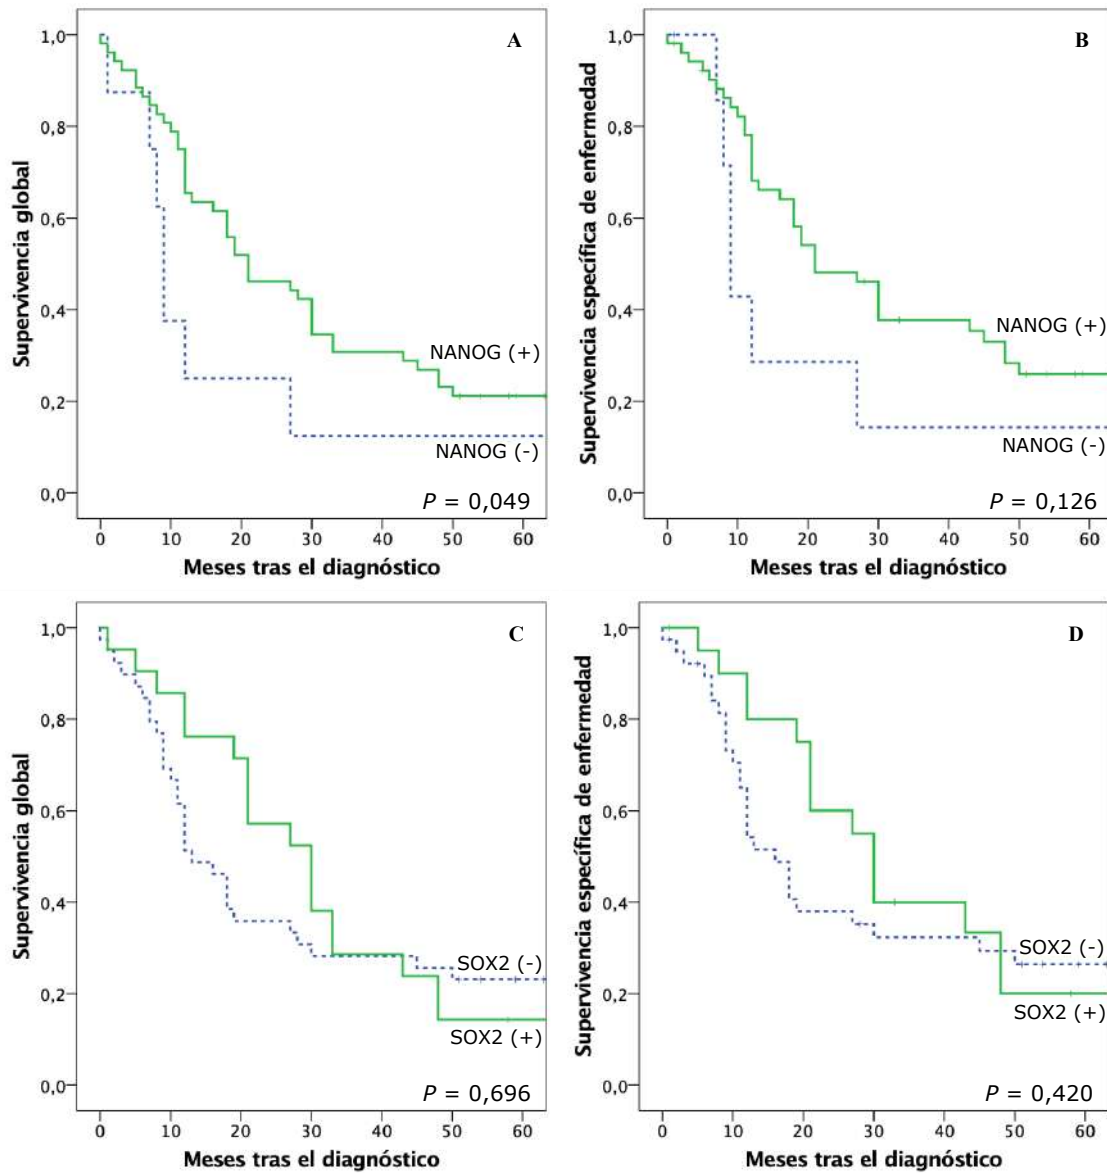 A
Supervivencia global
1,0
0,8
0,6
0,4
0,2
0,0
NANOG (+)
NANOG (-)
P = 0,049
0 10 20 30 40 50 60
Meses tras el diagnóstico
B
Supervivencia específica de enfermedad
1,0
0,8
0,6
0,4
0,2
0,0
NANOG (+)
NANOG (-)
P = 0,126
0 10 20 30 40 50 60
Meses tras el diagnóstico
C
Supervivencia global
1,0
0,8
0,6
0,4
0,2
0,0
SOX2 (-)
SOX2 (+)
P = 0,696
0 10 20 30 40 50 60
Meses tras el diagnóstico
D
Supervivencia específica de enfermedad
1,0
0,8
0,6
0,4
0,2
0,0
SOX2 (-)
SOX2 (+)
P = 0,420
0 10 20 30 40 50 60
Meses tras el diagnóstico